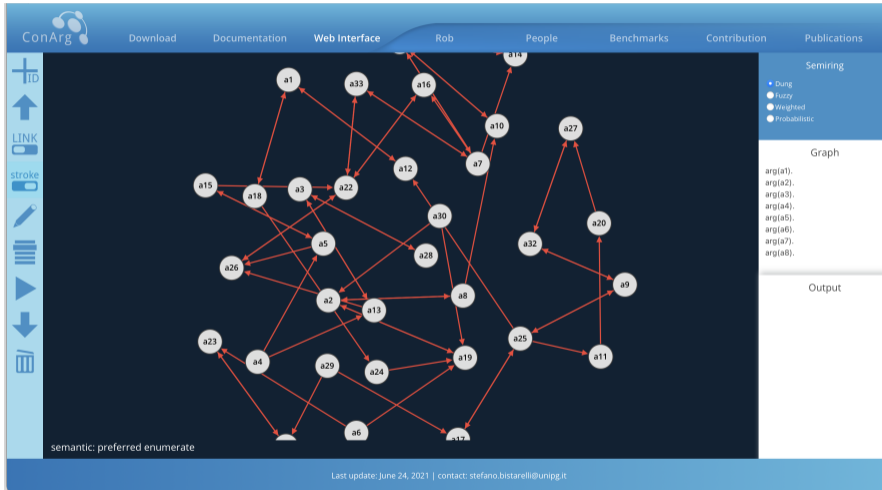 ConArg
Download Documentation Web Interface Rob People Benchmarks Contribution Publications
ID
LINK
stroke
a14
a1
a33
a16
a10
a27
a7
a12
a15
a18
a3
a22
a30
a20
a5
a32
a28
a26
a9
a2
a13
a8
a25
a23
a4
a29
a24
a19
a11
a6
a17
semantic: preferred enumerate
Semiring
Dung
Fuzzy
Weighted
Probabilistic
Graph
arg(a1).
arg(a2).
arg(a3).
arg(a4).
arg(a5).
arg(a6).
arg(a7).
arg(a8).
Output
Last update: June 24, 2021 | contact: stefano.bistarelli@unipg.it